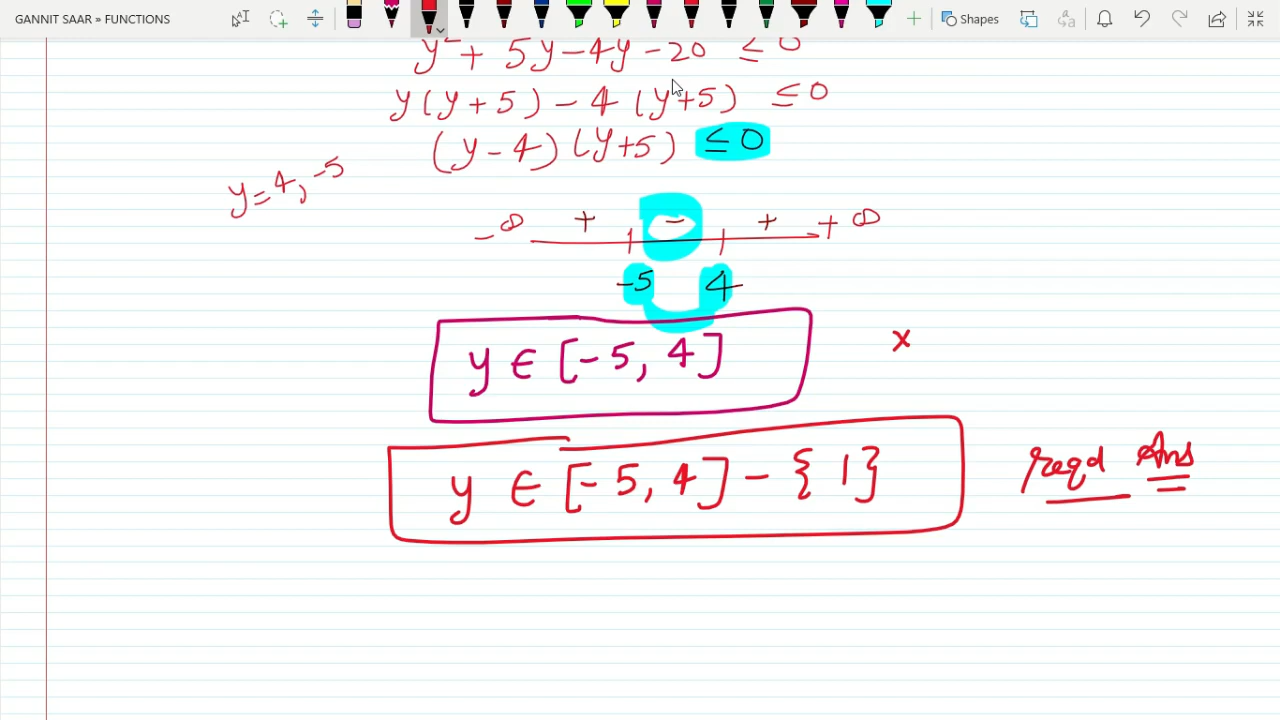 GANNIT SAAR » FUNCTIONS
Shapes
y² + 5y - 4y - 20 ≤ 0
y(y + 5) - 4 (y+5) ≤ 0
(y - 4) (y+5) ≤ 0
y = 4, -5
- ∞ + - + + ∞
-5 4
y ∈ [-5, 4]
x
y ∈ [-5, 4] - {1}
reqd Ans